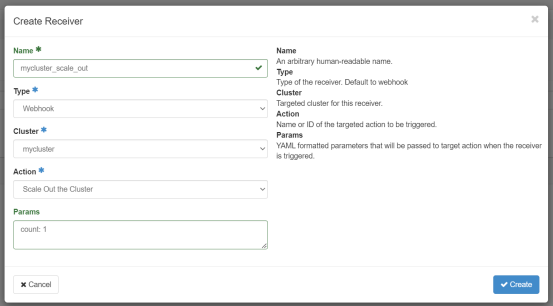 Create Receiver
×
Name *
mycluster_scale_out
Type *
Webhook
Cluster *
mycluster
Action *
Scale Out the Cluster
Params
count: 1
Name
An arbitrary human-readable name.
Type
Type of the receiver. Default to webhook
Cluster
Targeted cluster for this receiver.
Action
Name or ID of the targeted action to be triggered.
Params
YAML formatted parameters that will be passed to target action when the receiver
is triggered.
Cancel
Create